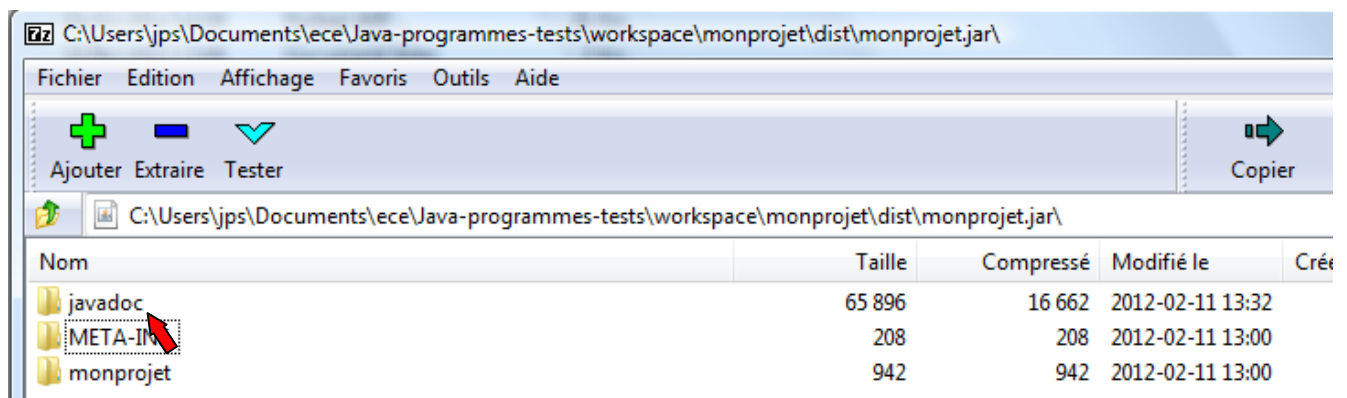 C:\Users\jps\Documents\ece\Java-programmes-tests\workspace\monprojet\dist\monprojet.jar\
Fichier Edition Affichage Favoris Outils Aide
Ajouter Extraire Tester Copier
C:\Users\jps\Documents\ece\Java-programmes-tests\workspace\monprojet\dist\monprojet.jar\
Nom Taille Compressé Modifié le Crée
javadoc 65 896 16 662 2012-02-11 13:32
META-IN 208 208 2012-02-11 13:00
monprojet 942 942 2012-02-11 13:00